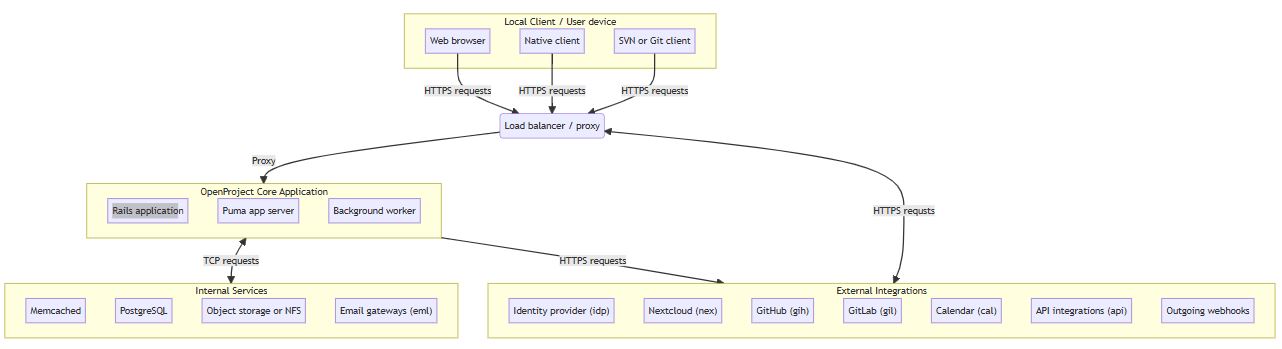 Local Client / User device
Web browser
Native client
SVN or Git client
HTTPS requests
HTTPS requests
HTTPS requests
Load balancer / proxy
Proxy
OpenProject Core Application
Rails application
Puma app server
Background worker
HTTPS requsts
TCP requests
HTTPS requests
Internal Services
Memcached
PostgreSQL
Object storage or NFS
Email gateways (eml)
External Integrations
Identity provider (idp)
Nextcloud (nex)
GitHub (gih)
GitLab (gil)
Calendar (cal)
API integrations (api)
Outgoing webhooks